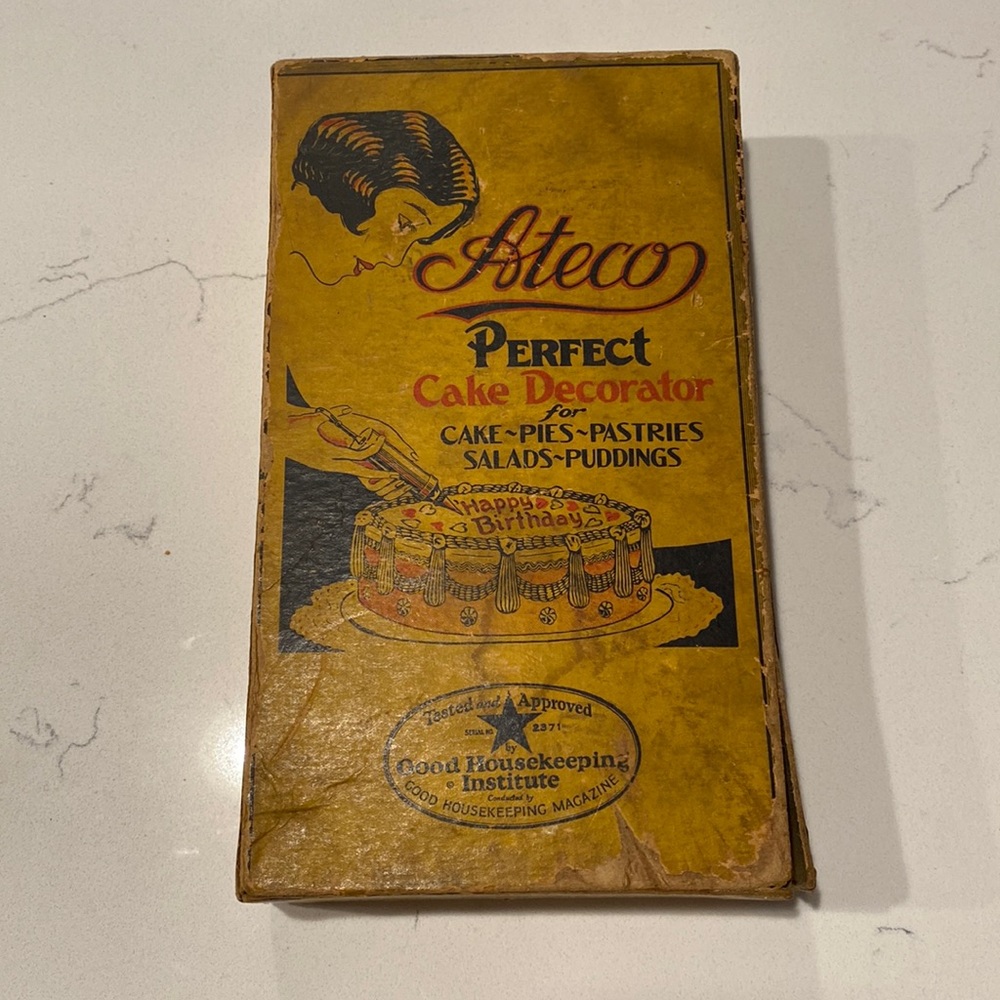 Ateco
PERFECT
Cake Decorator
for
CAKE~PIES~PASTRIES
SALADS~PUDDINGS
Happy
Birthday
Tested and Approved
SERIAL NO. 2371
by
Good Housekeeping
Institute
Conducted by
GOOD HOUSEKEEPING MAGAZINE